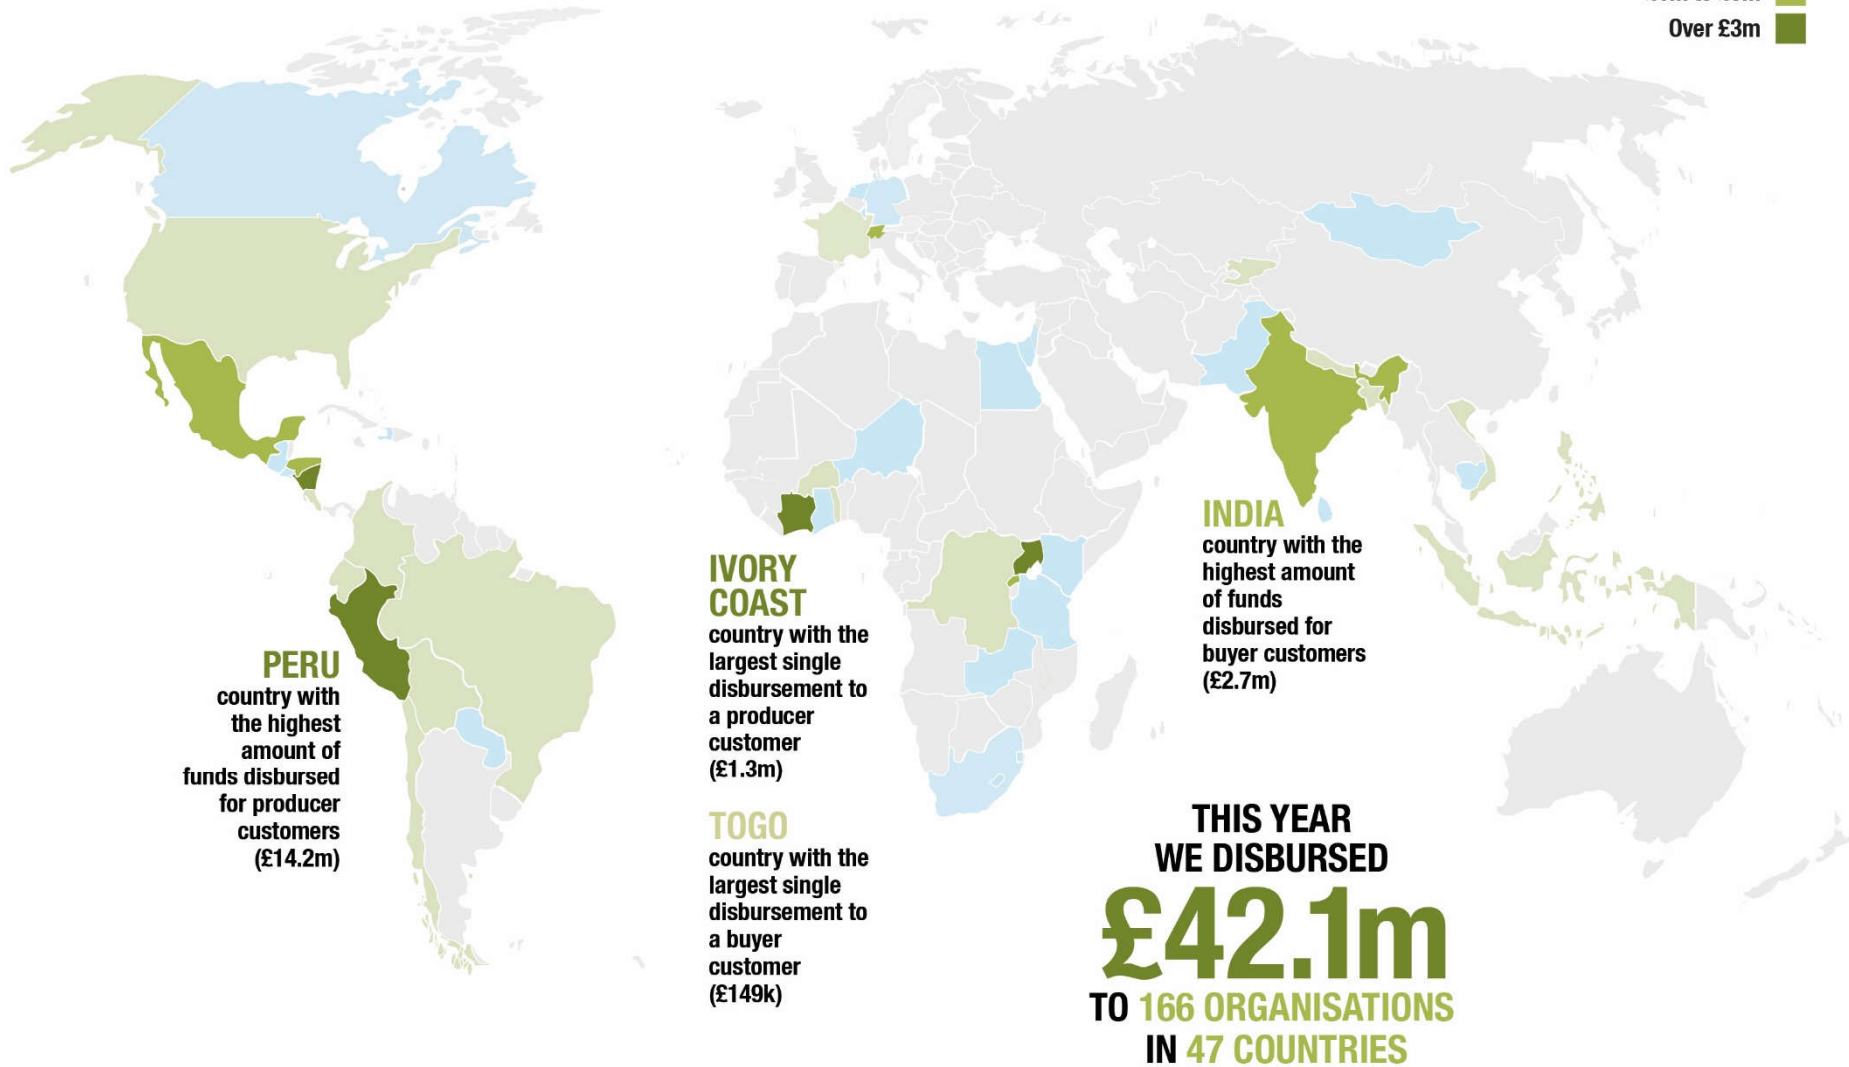 Over £3m
PERU
country with
the highest
amount of
funds disbursed
for producer
customers
(£14.2m)
IVORY
COAST
country with the
largest single
disbursement to
a producer
customer
(£1.3m)
TOGO
country with the
largest single
disbursement to
a buyer
customer
(£149k)
INDIA
country with the
highest amount
of funds
disbursed for
buyer customers
(£2.7m)
THIS YEAR
WE DISBURSED
£42.1m
TO 166 ORGANISATIONS
IN 47 COUNTRIES